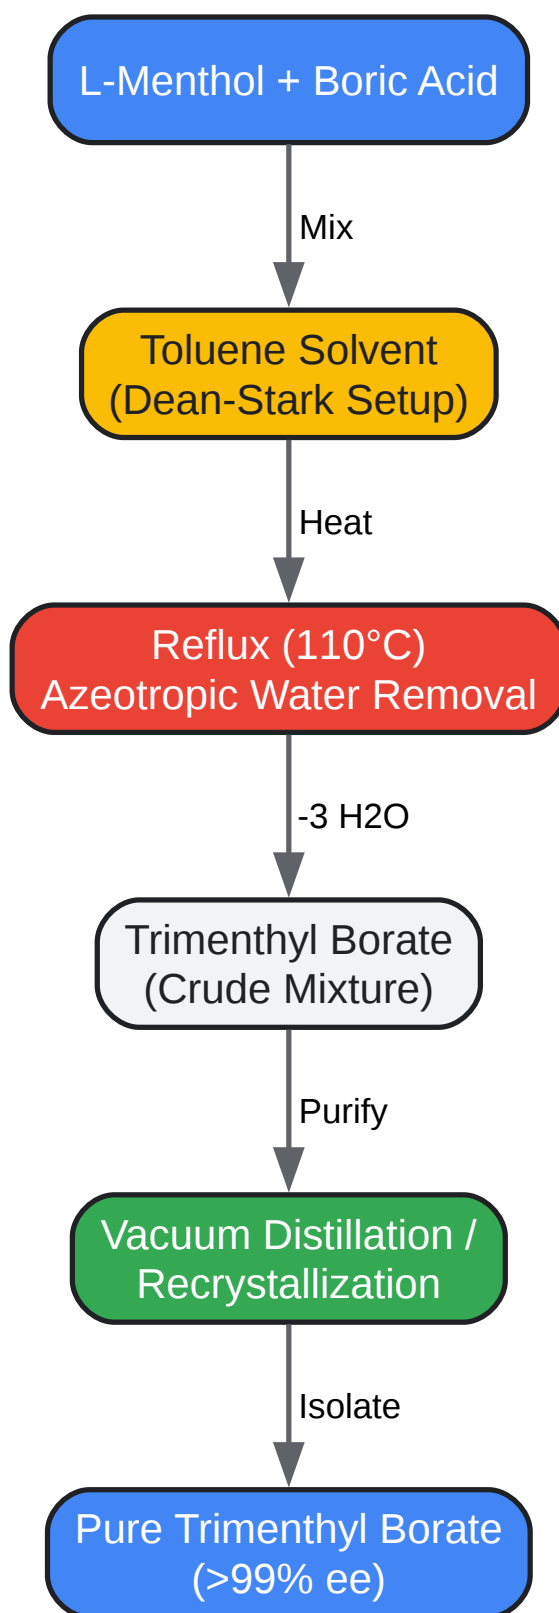 L-Menthol + Boric Acid
Mix
Toluene Solvent
(Dean-Stark Setup)
Heat
Reflux (110°C)
Azeotropic Water Removal
-3 H2O
Trimenthyl Borate
(Crude Mixture)
Purify
Vacuum Distillation /
Recrystallization
Isolate
Pure Trimenthyl Borate
(>99% ee)